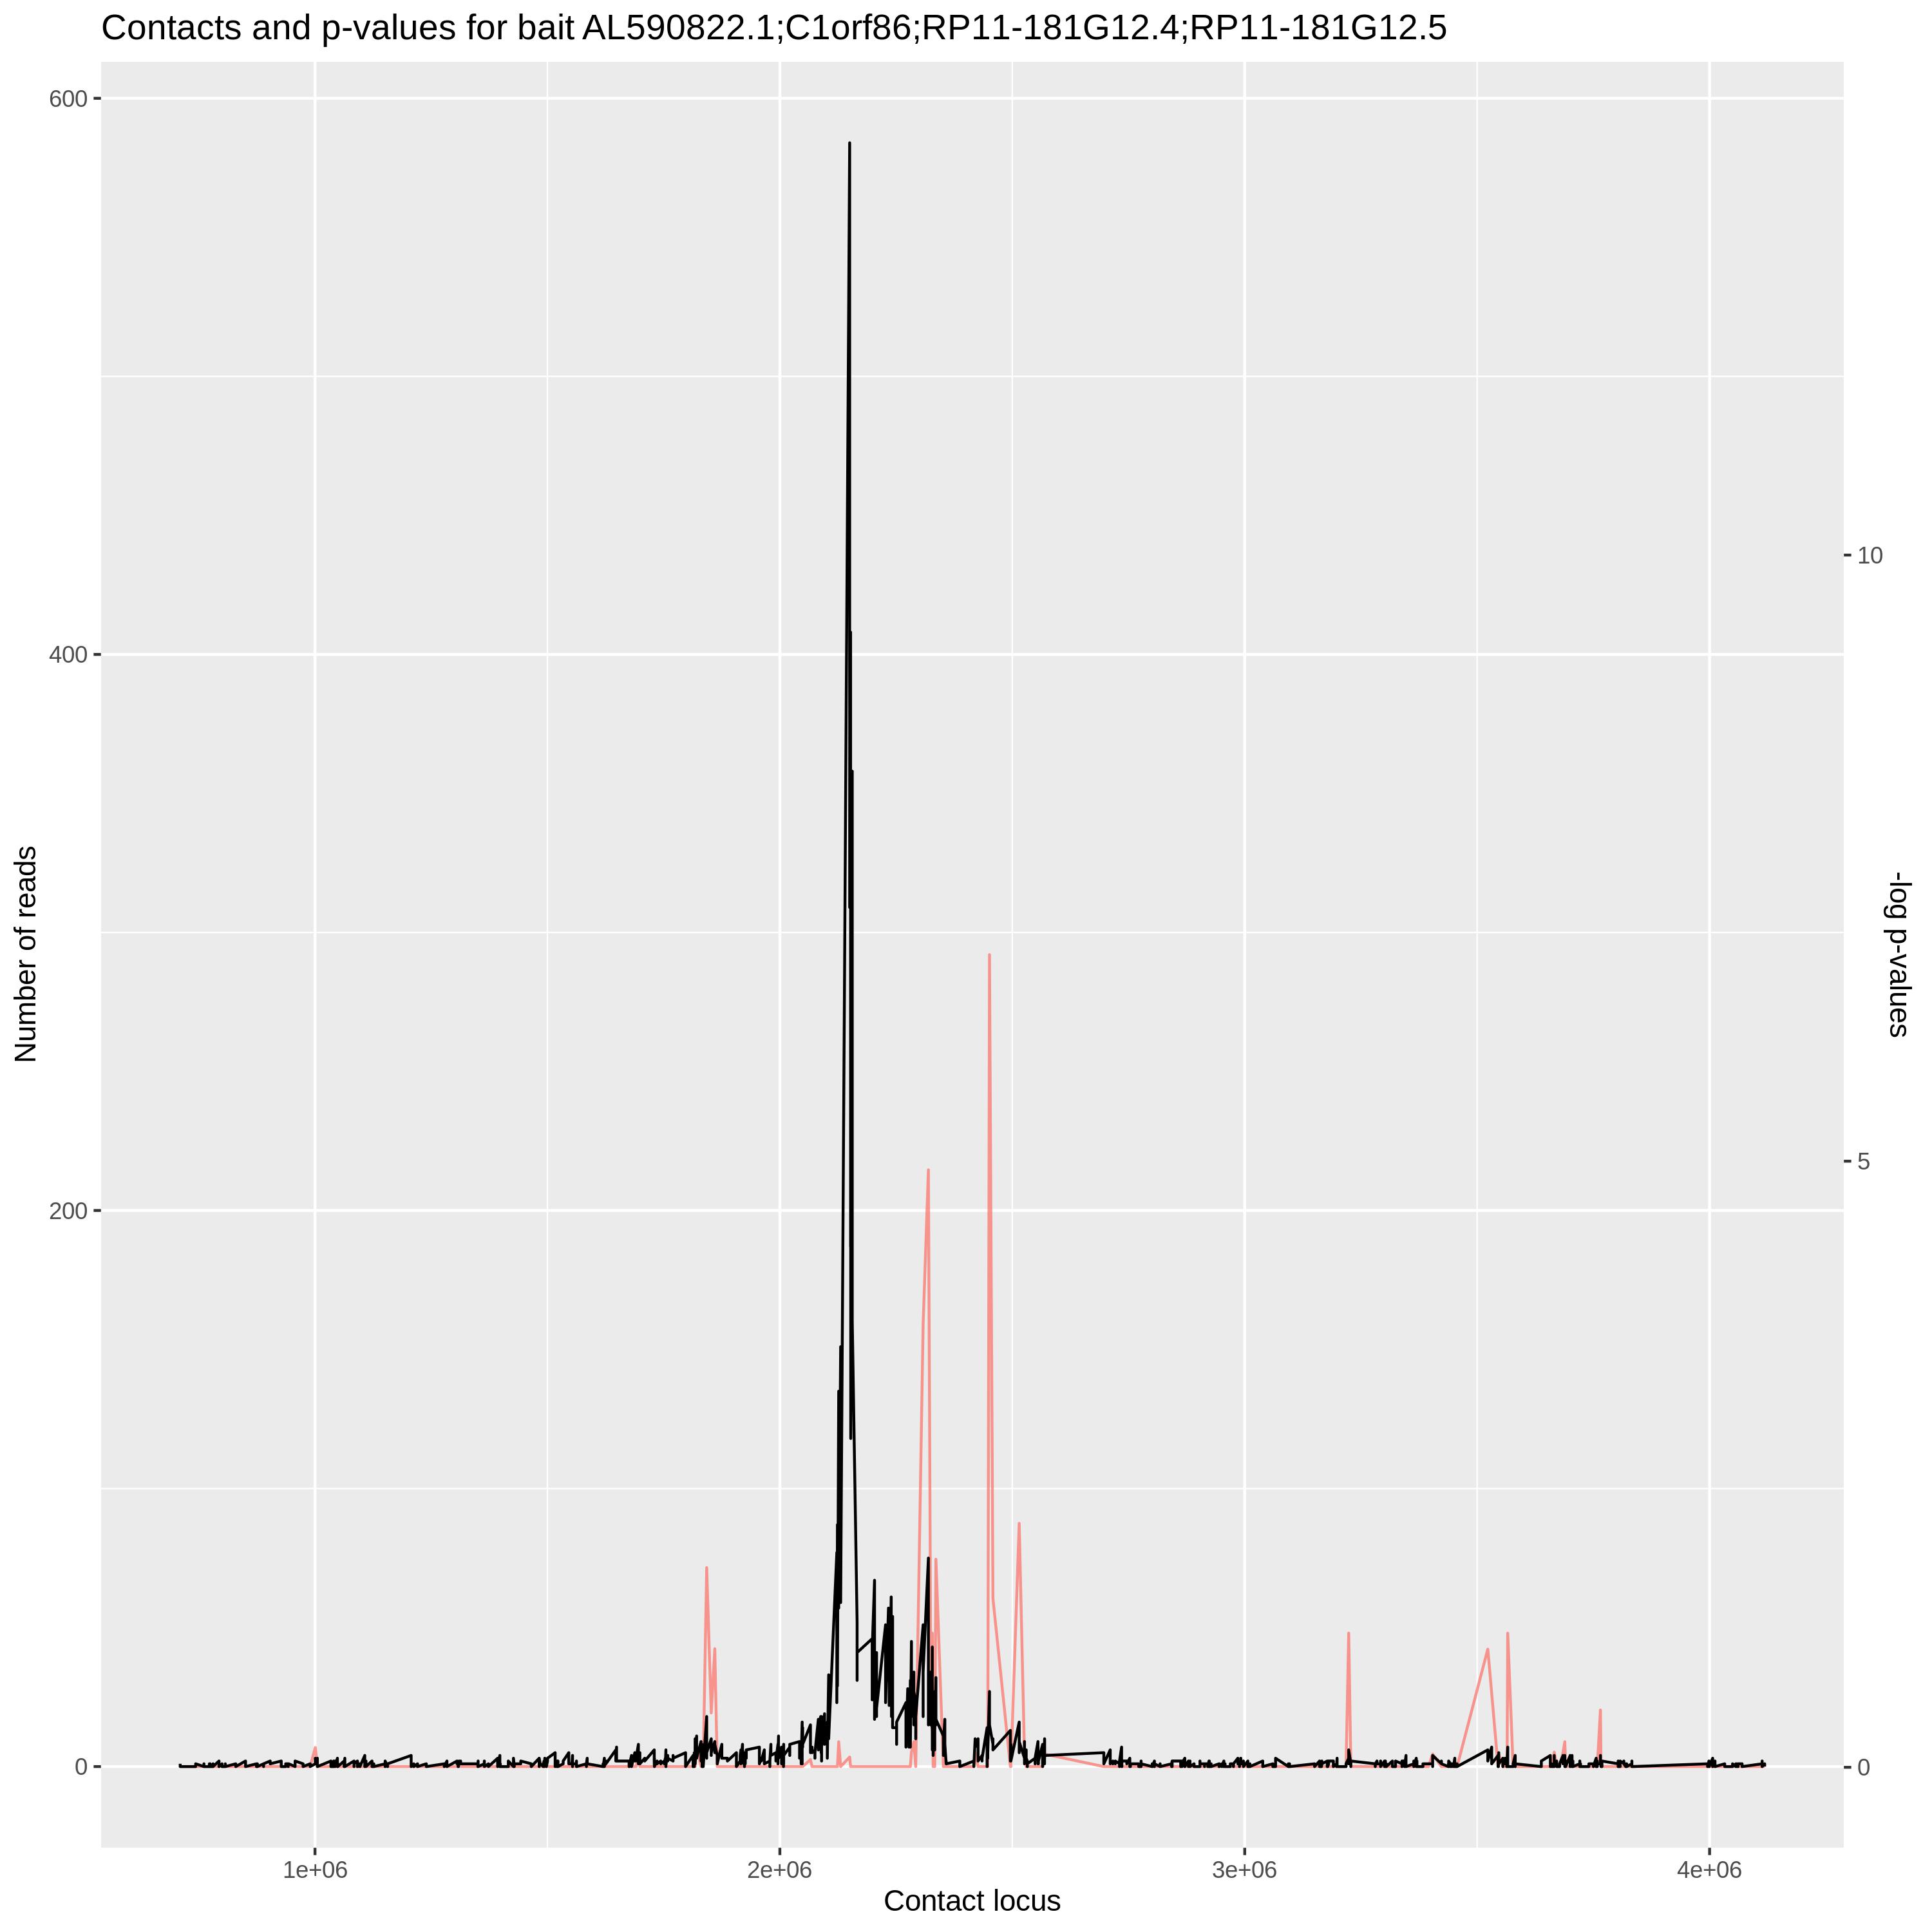 Contacts and p-values for bait AL590822.1;C1orf86;RP11-181G12.4;RP11-181G12.5
600
400
200
0
Number of reads
10
5
0
-log p-values
1e+06
2e+06
3e+06
4e+06
Contact locus